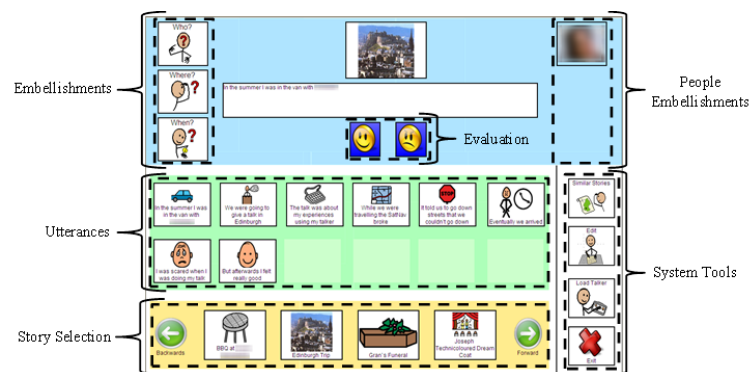 Who?
Where?
When?
Embellishments
In the summer I was in the van with
Evaluation
People
Embellishments
Utterances
In the summer I was
in the van with
We were going to
give a talk in
Edinburgh
The talk was about
my experiences
using my talker
While we were
travelling the SatNav
broke
It told us to go down
streets that we
couldn't go down
Eventually we arrived
I was scared when I
was doing my talk
But afterwards I felt
really good
STOP
Similar Stories
Edit
Load Talker
Exit
System Tools
Story Selection
Backwards
BBQ at
Edinburgh Trip
Gran's Funeral
Joseph
Technicoloured Dream
Coat
Forward